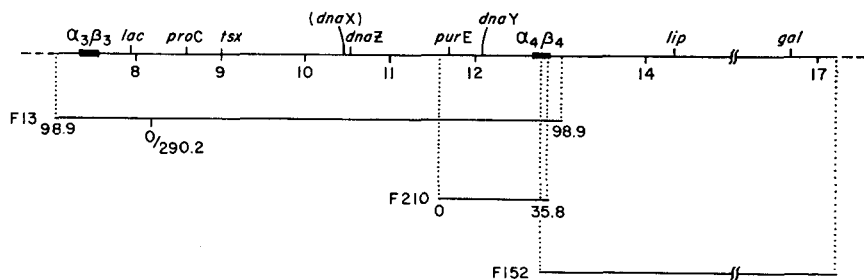 (dnaX)
α3β3 lac proC tsx dnaZ purE dnaY α4β4 lip gal
8 9 10 11 12 14 17
F13
98.9 0/290.2 98.9
F210
0 35.8
F152